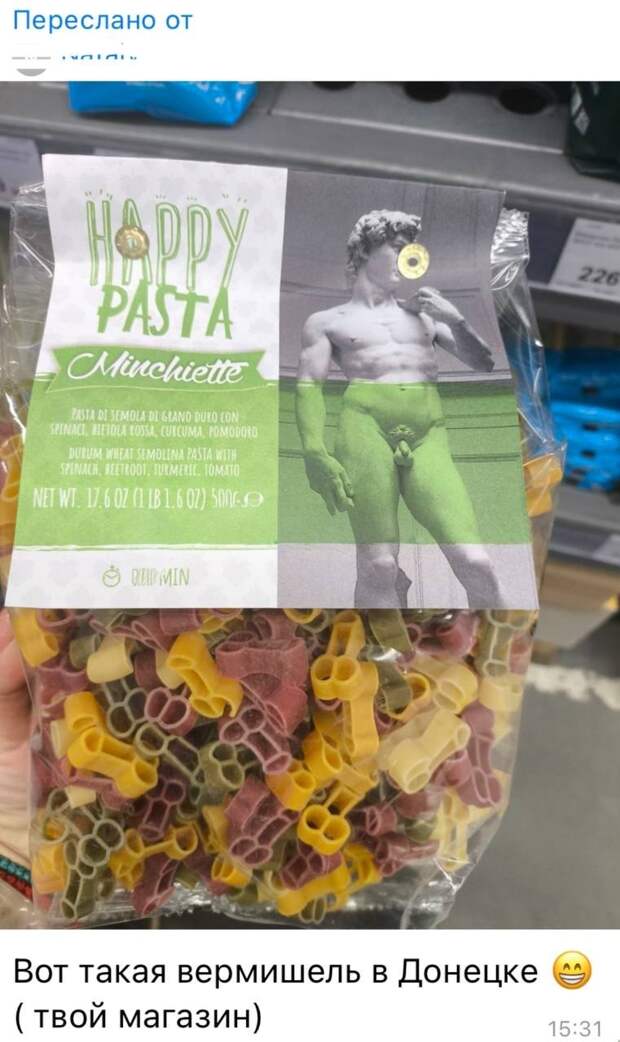 Переслано от
HAPPY
PASTA
Minchiette
PASTA DI SEMOLA DI GRANO DURO CON
SPINACI, BIETOLA ROSSA, CURCUMA, POMODORO
DURUM WHEAT SEMOLINA PASTA WITH
SPINACH, BEETROOT, TURMERIC, TOMATO
NET WT. 17.6 OZ (1 LB 1.6 OZ) 500G ℮
MIN
226
Вот такая вермишель в Донецке 😁
( твой магазин)
15:31